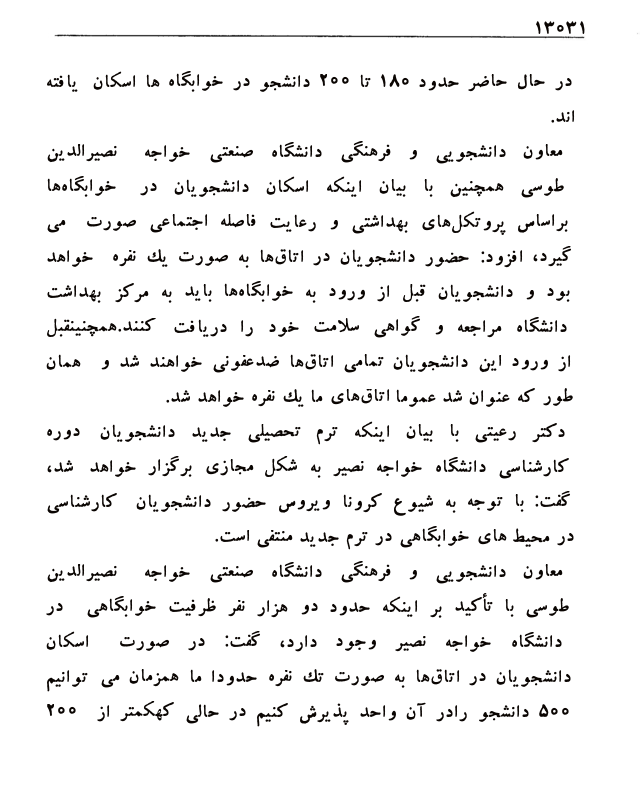 ۱۳۰۳۱
در حال حاضر حدود ۱۸۰ تا ۲۰۰ دانشجو در خوابگاه ها اسکان یافته
اند.
معاون دانشجویی و فرهنگی دانشگاه صنعتی خواجه نصیرالدین
طوسی همچنین با بیان اینکه اسکان دانشجویان در خوابگاه‌ها
براساس پروتکل‌های بهداشتی و رعایت فاصله اجتماعی صورت می
گیرد، افزود: حضور دانشجویان در اتاق‌ها به صورت یك نفره خواهد
بود و دانشجویان قبل از ورود به خوابگاه‌ها باید به مرکز بهداشت
دانشگاه مراجعه و گواهی سلامت خود را دریافت کنند.همچنینقبل
از ورود این دانشجویان تمامی اتاق‌ها ضدعفونی خواهند شد و همان
طور که عنوان شد عموما اتاق‌های ما یك نفره خواهد شد.
دکتر رعیتی با بیان اینکه ترم تحصیلی جدید دانشجویان دوره
کارشناسی دانشگاه خواجه نصیر به شکل مجازی برگزار خواهد شد،
گفت: با توجه به شیوع کرونا ویروس حضور دانشجویان کارشناسی
در محیط های خوابگاهی در ترم جدید منتفی است.
معاون دانشجویی و فرهنگی دانشگاه صنعتی خواجه نصیرالدین
طوسی با تأکید بر اینکه حدود دو هزار نفر ظرفیت خوابگاهی در
دانشگاه خواجه نصیر وجود دارد، گفت: در صورت اسکان
دانشجویان در اتاق‌ها به صورت تك نفره حدودا ما همزمان می توانیم
۵۰۰ دانشجو رادر آن واحد پذیرش کنیم در حالی کهکمتر از ۲۰۰